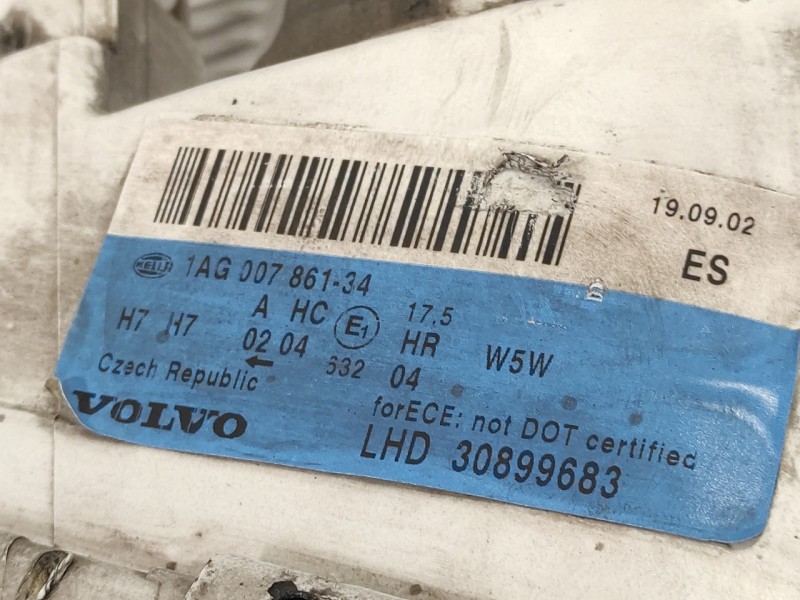 19.09.02
ES
HELLA 1AG 007 861-34
A HC E1 17,5
H7 H7 02 04 632 HR W5W
← 04
Czech Republic
VOLVO
forECE: not DOT certified
LHD 30899683